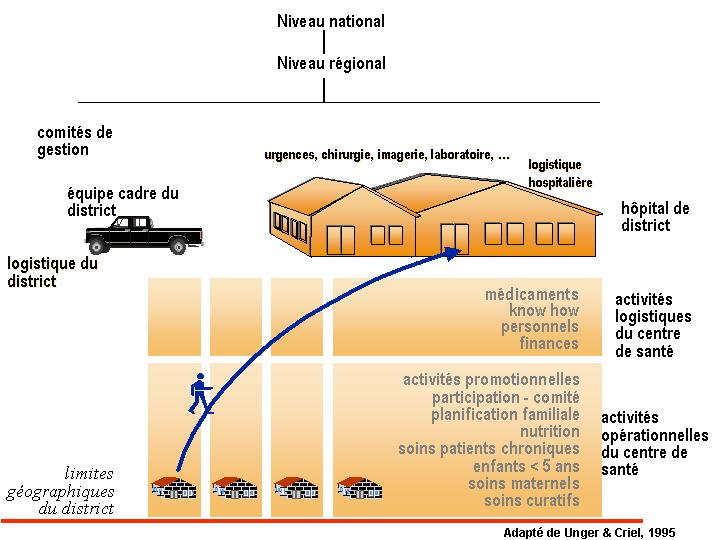 Niveau national
Niveau régional
comités de
gestion
urgences, chirurgie, imagerie, laboratoire, ...
logistique
hospitalière
équipe cadre du
district
hôpital de
district
logistique du
district
médicaments
know how
personnels
finances
activités
logistiques
du centre
de santé
activités promotionnelles
participation - comité
planification familiale
nutrition
soins patients chroniques
enfants < 5 ans
soins maternels
soins curatifs
activités
opérationnelles
du centre de
santé
limites
géographiques
du district
Adapté de Unger & Criel, 1995